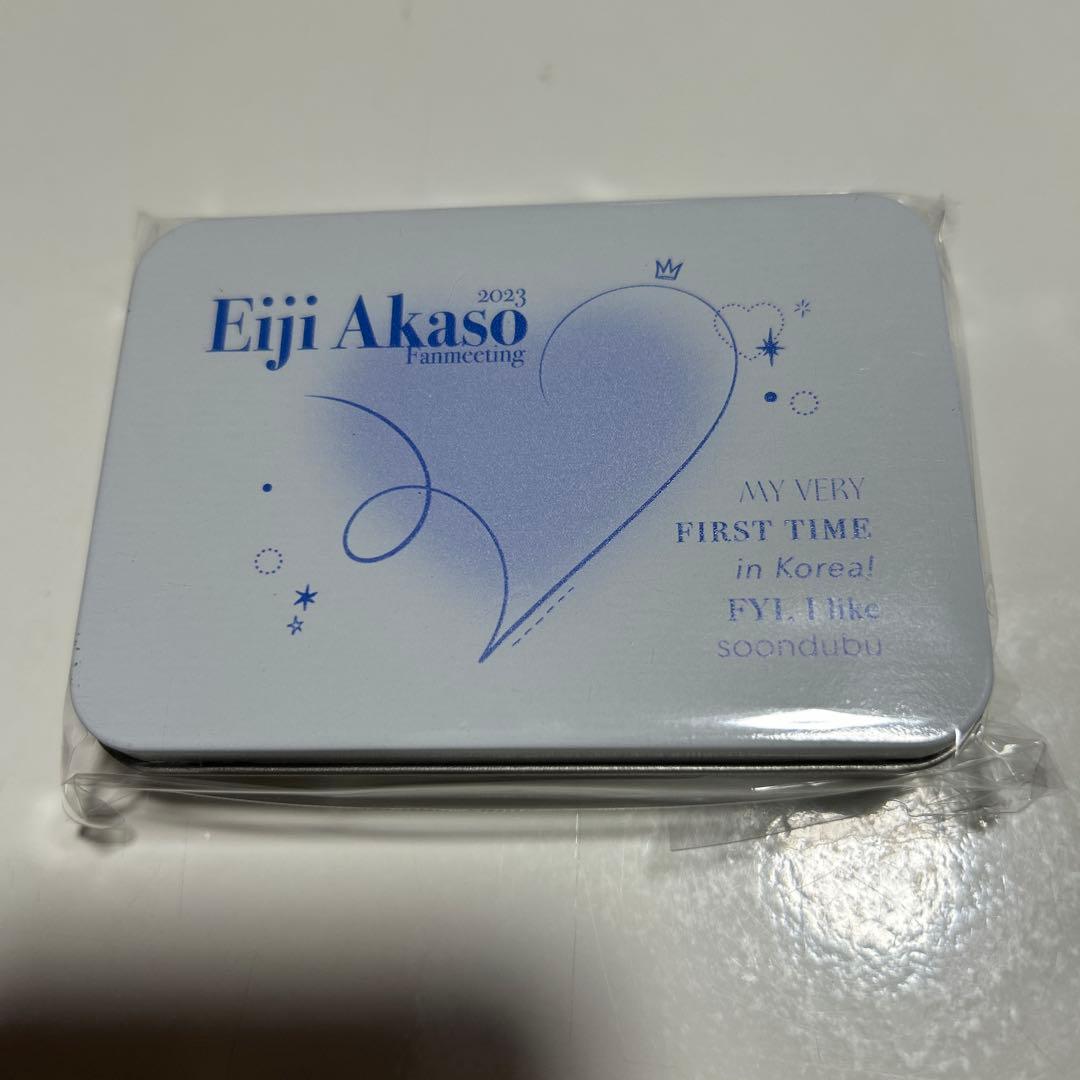 2023
Eiji Akaso
Fanmeeting
MY VERY
FIRST TIME
in Korea!
FYI, I like
soondubu